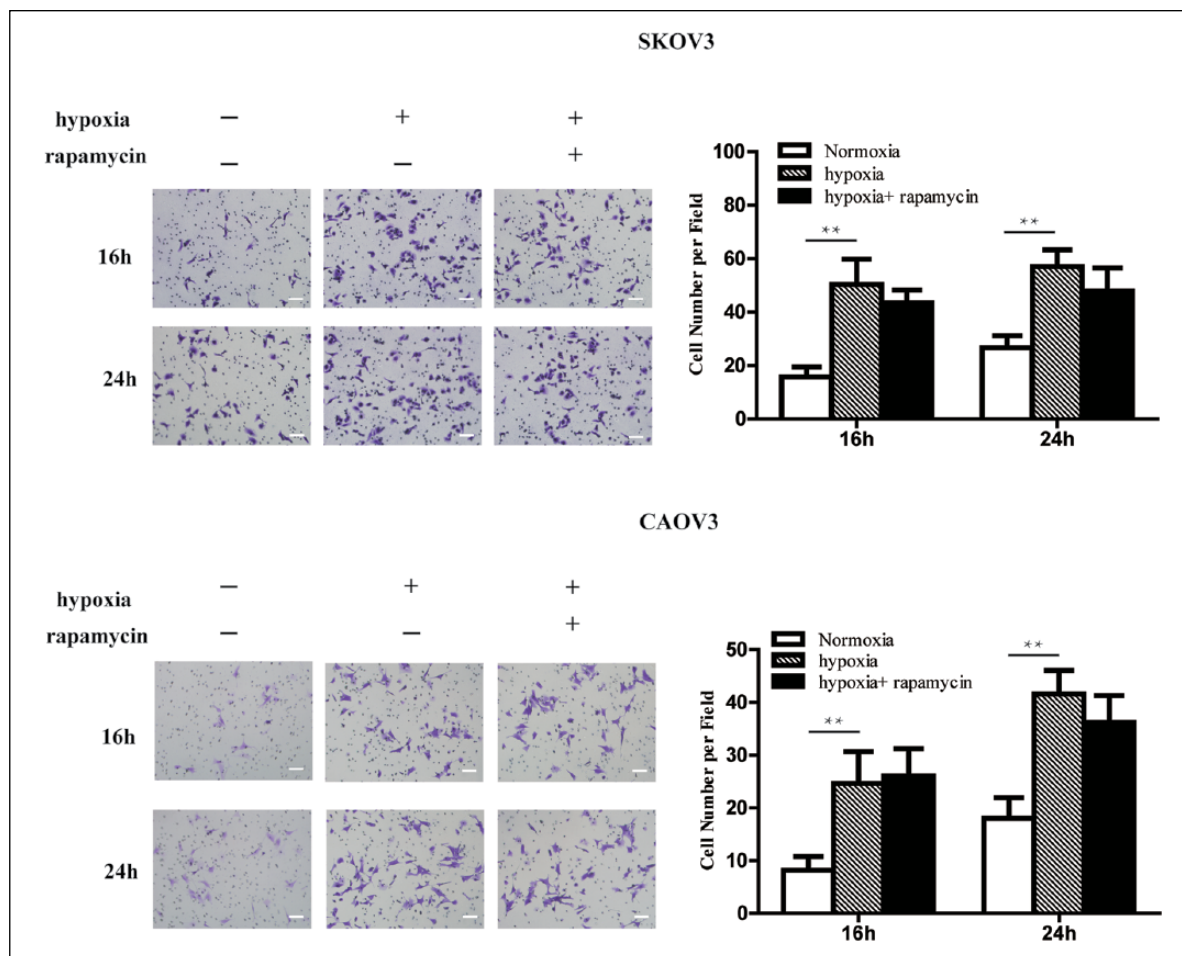 SKOV3
hypoxia − + +
rapamycin − − +
16h
24h
Cell Number per Field
100
80
60
40
20
0
Normoxia
hypoxia
hypoxia+ rapamycin
** **
16h 24h
CAOV3
hypoxia − + +
rapamycin − − +
16h
24h
Cell Number per Field
50
40
30
20
10
0
Normoxia
hypoxia
hypoxia+ rapamycin
** **
16h 24h